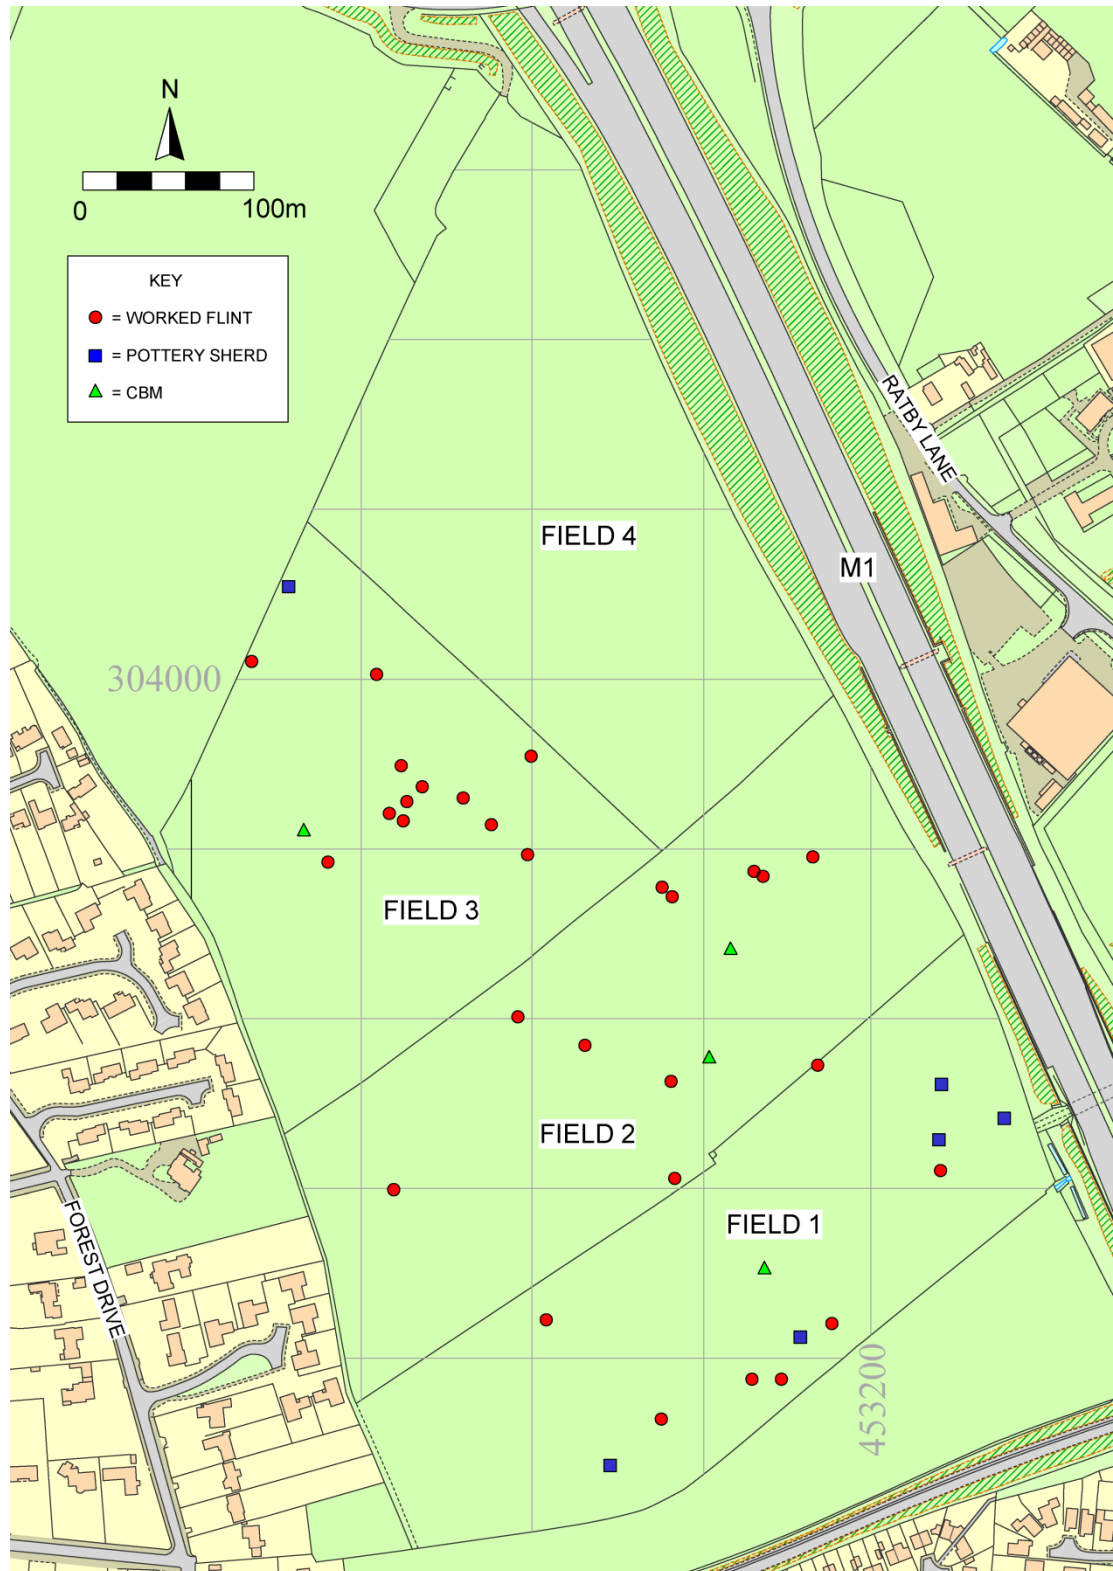 N
0
100m
KEY
= WORKED FLINT
= POTTERY SHERD
= CBM
RATBY LANE
FIELD 4
M1
304000
FIELD 3
FIELD 2
FOREST DRIVE
FIELD 1
453200